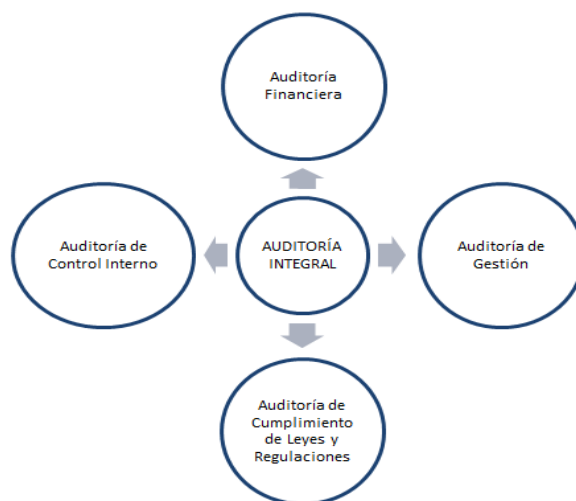 Auditoría
Financiera
Auditoría de
Control Interno
AUDITORÍA
INTEGRAL
Auditoría de
Gestión
Auditoría de
Cumplimiento
de Leyes y
Regulaciones